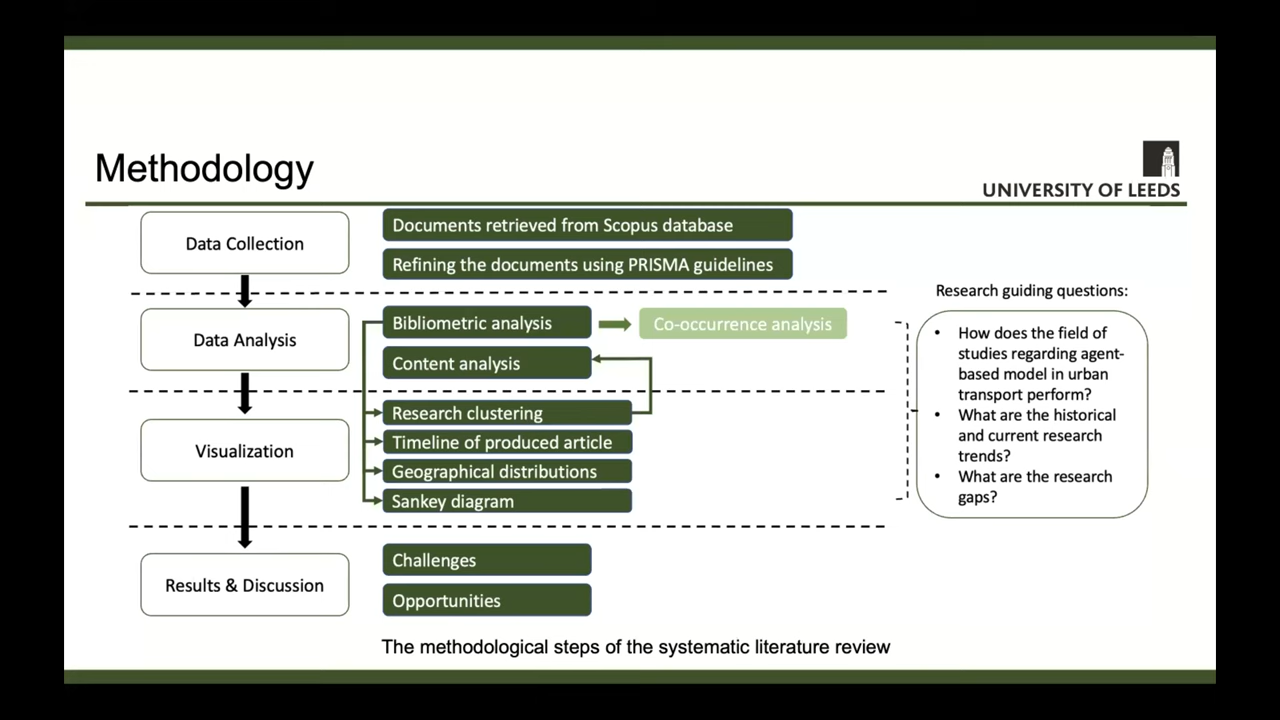 Methodology
UNIVERSITY OF LEEDS
Data Collection
Documents retrieved from Scopus database
Refining the documents using PRISMA guidelines
Data Analysis
Bibliometric analysis
Co-occurrence analysis
Content analysis
Visualization
Research clustering
Timeline of produced article
Geographical distributions
Sankey diagram
Results & Discussion
Challenges
Opportunities
Research guiding questions:
• How does the field of
studies regarding agent-
based model in urban
transport perform?
• What are the historical
and current research
trends?
• What are the research
gaps?
The methodological steps of the systematic literature review